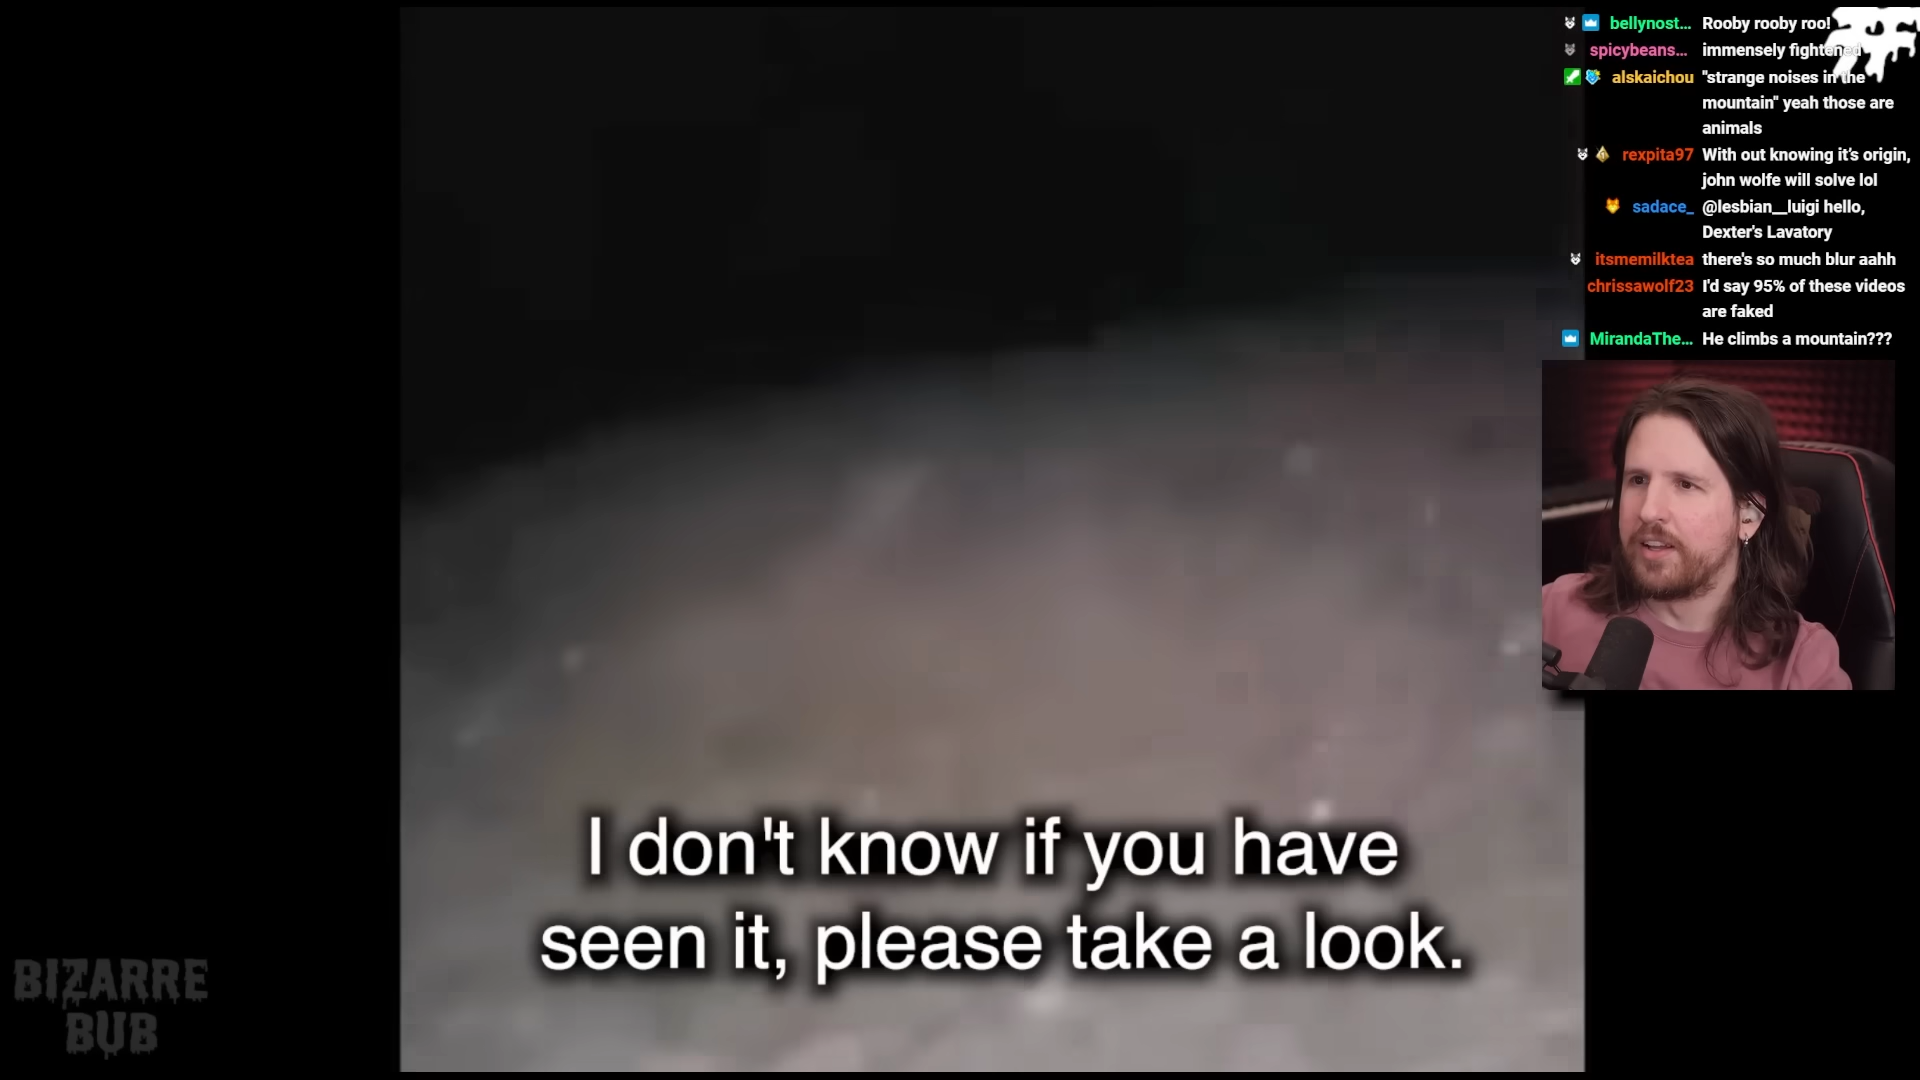 bellynost... Rooby rooby roo!
spicybeans... immensely fightened
alskaichou "strange noises in the
mountain" yeah those are
animals
rexpita97 With out knowing it's origin,
john wolfe will solve lol
sadace_ @lesbian__luigi hello,
Dexter's Lavatory
itsmemilktea there's so much blur aahh
chrissawolf23 I'd say 95% of these videos
are faked
MirandaThe... He climbs a mountain???
I don't know if you have
seen it, please take a look.
BIZARRE
BUB